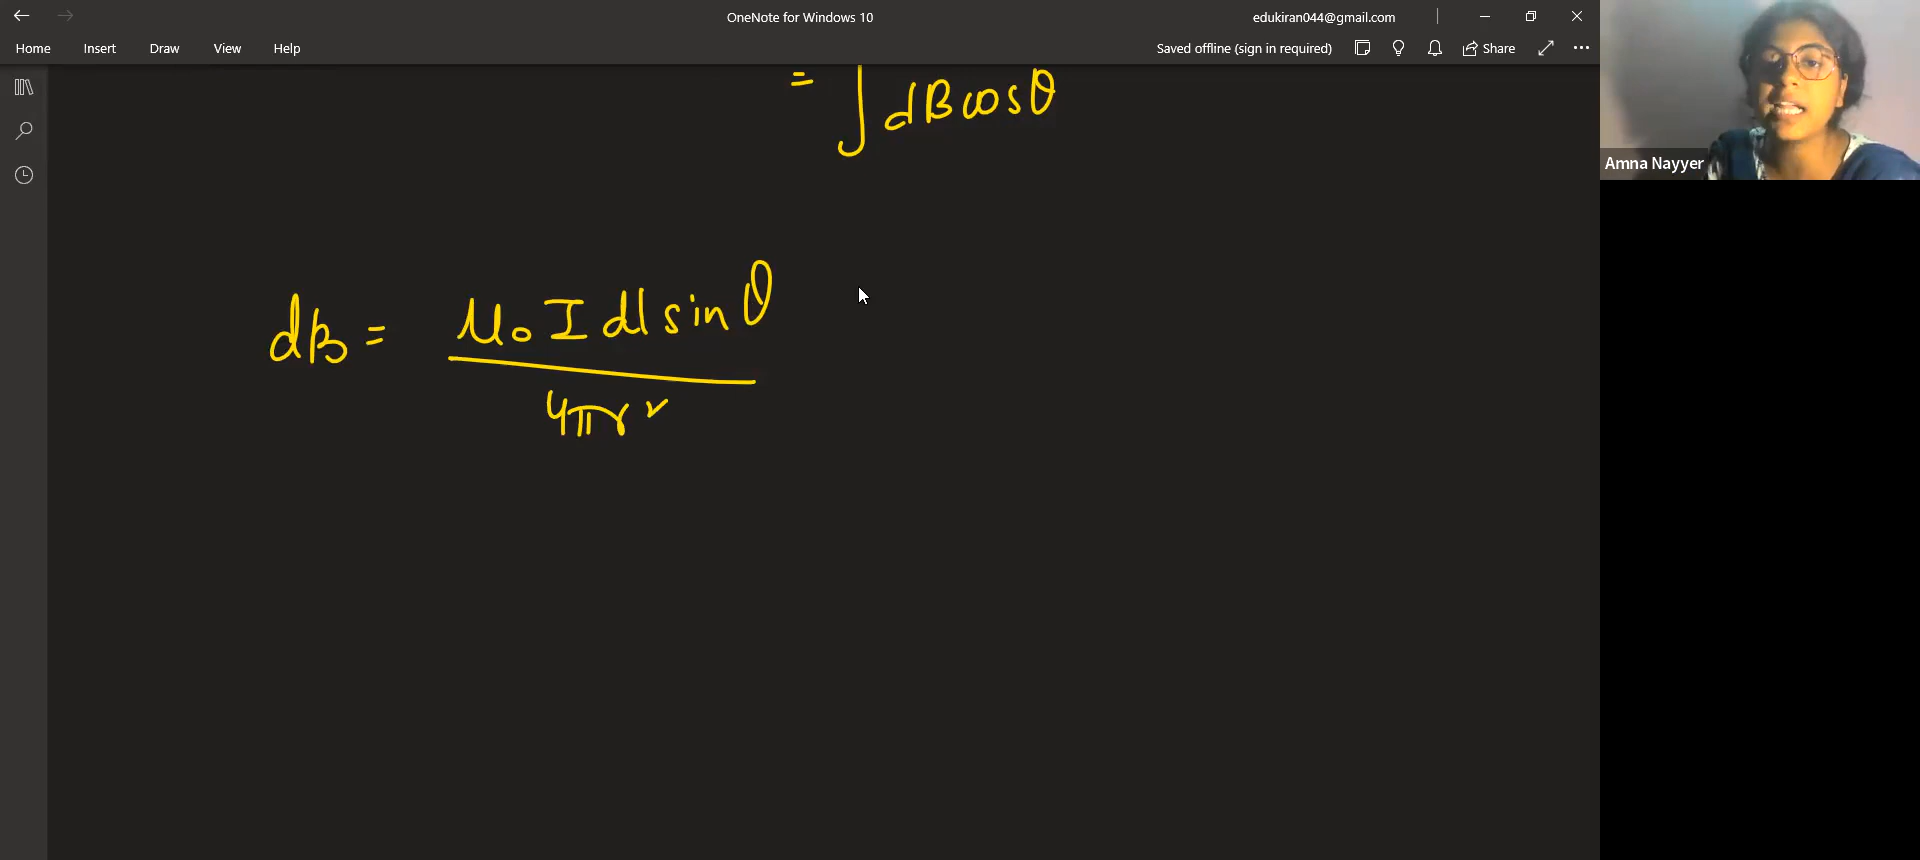 OneNote for Windows 10
edukiran044@gmail.com
Home Insert Draw View Help
Saved offline (sign in required)
Share
= ∫ dB cos θ
dB = μ₀ I dl sin θ
4πr²
Amna Nayyer